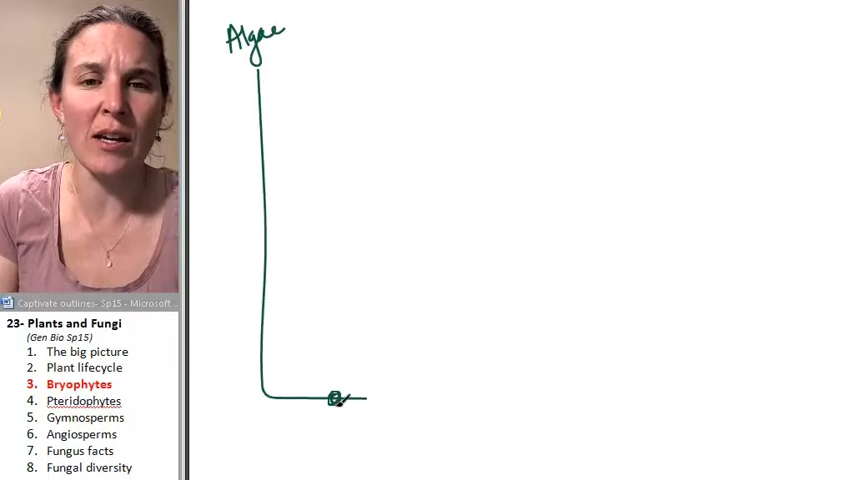 Algae
Captivate outlines- Sp15 - Microsoft ...
23- Plants and Fungi
(Gen Bio Sp15)
1. The big picture
2. Plant lifecycle
3. Bryophytes
4. Pteridophytes
5. Gymnosperms
6. Angiosperms
7. Fungus facts
8. Fungal diversity